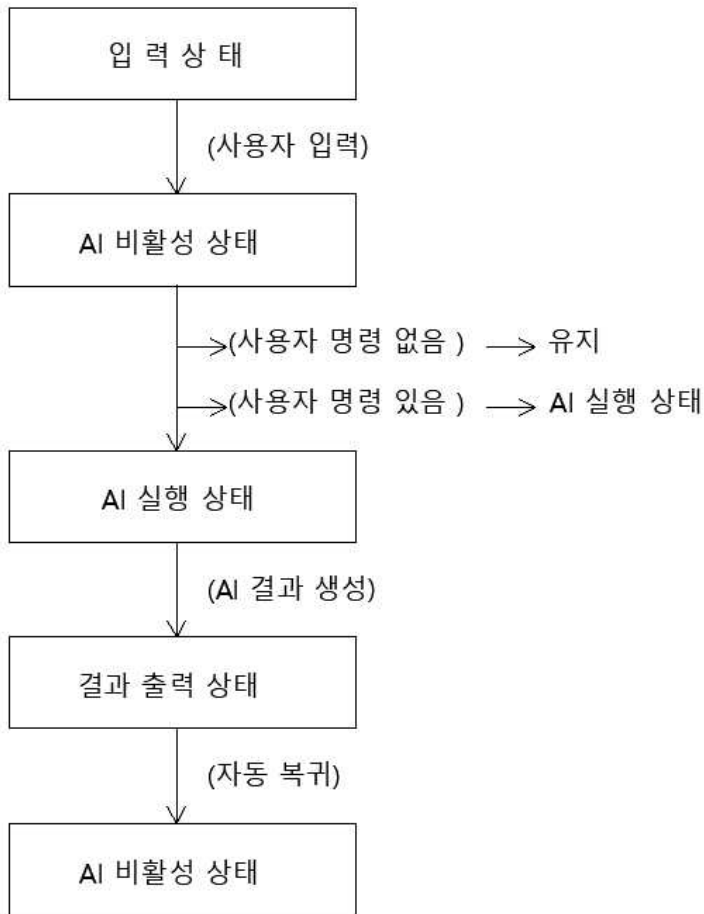 입 력 상 태
(사용자 입력)
AI 비활성 상태
(사용자 명령 없음 ) 유지
(사용자 명령 있음 ) AI 실행 상태
AI 실행 상태
(AI 결과 생성)
결과 출력 상태
(자동 복귀)
AI 비활성 상태